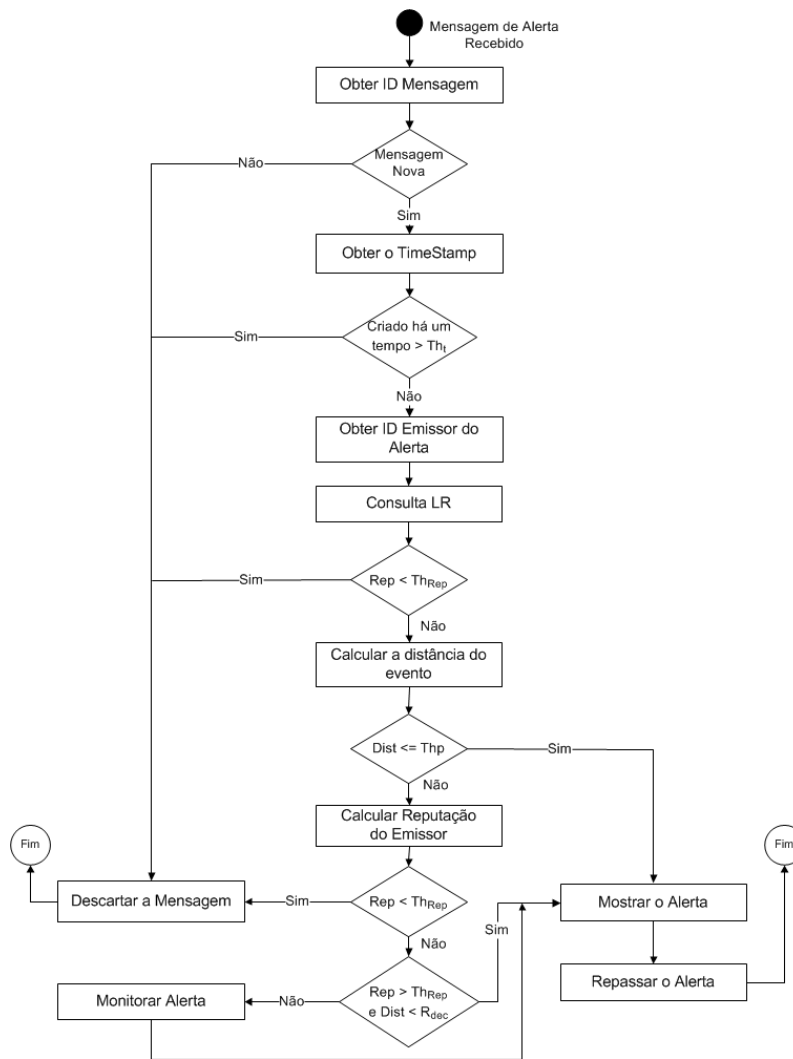 Mensagem de Alerta
Recebido
Obter ID Mensagem
Mensagem
Nova
Não
Sim
Obter o TimeStamp
Criado há um
tempo > Tht
Sim
Não
Obter ID Emissor do
Alerta
Consulta LR
Rep < ThRep
Sim
Não
Calcular a distância do
evento
Dist <= Thp
Sim
Não
Calcular Reputação
do Emissor
Fim
Fim
Descartar a Mensagem
Sim
Rep < ThRep
Sim
Mostrar o Alerta
Não
Repassar o Alerta
Monitorar Alerta
Não
Rep > ThRep
e Dist < Rdec